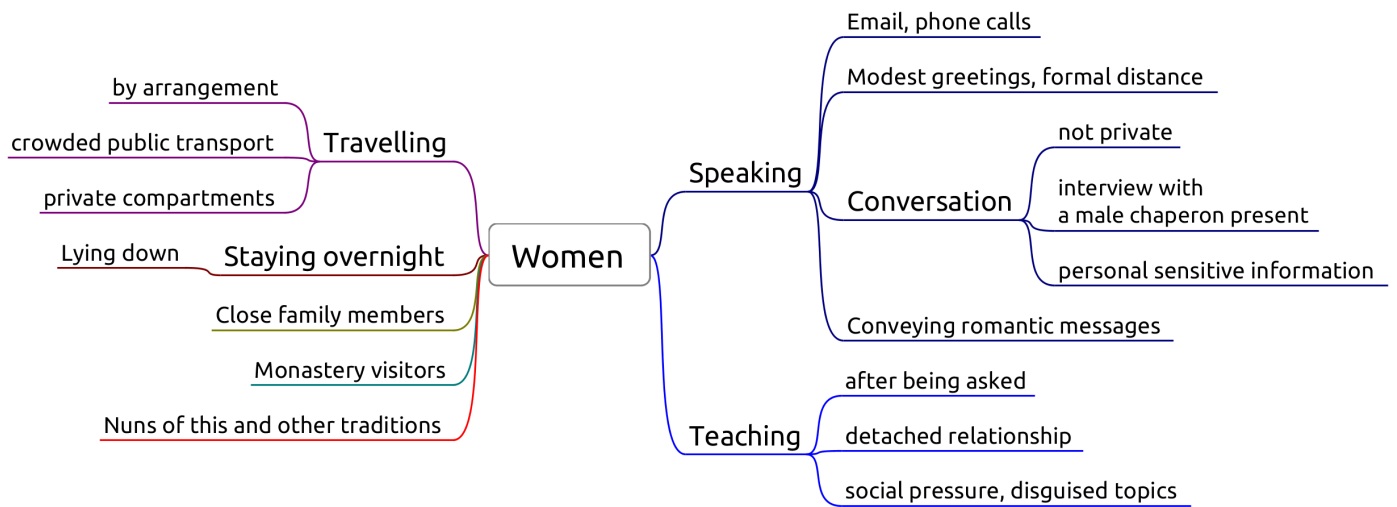 Women
Travelling
by arrangement
crowded public transport
private compartments
Staying overnight
Lying down
Close family members
Monastery visitors
Nuns of this and other traditions
Speaking
Email, phone calls
Modest greetings, formal distance
Conversation
not private
interview with
a male chaperon present
personal sensitive information
Conveying romantic messages
Teaching
after being asked
detached relationship
social pressure, disguised topics